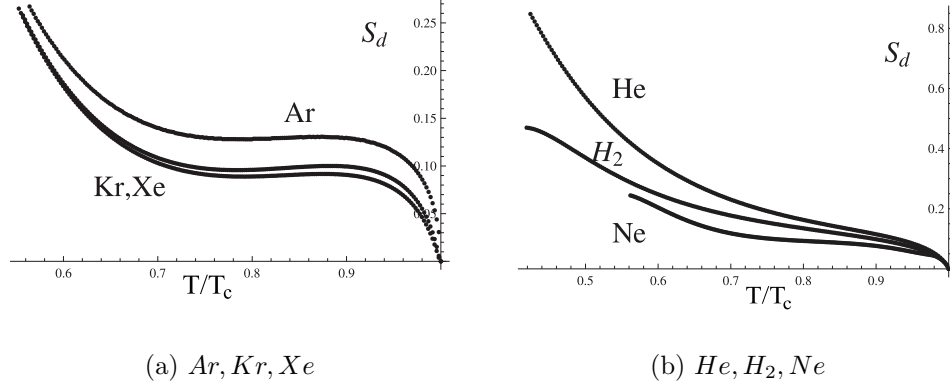 0.25
S_d
0.20
Ar
0.15
0.10
Kr,Xe
0.05
0.6 0.7 0.8 0.9
T/T_c
(a) Ar, Kr, Xe
0.8
S_d
He
0.6
H_2
0.4
Ne
0.2
0.5 0.6 0.7 0.8 0.9
T/T_c
(b) He, H_2, Ne